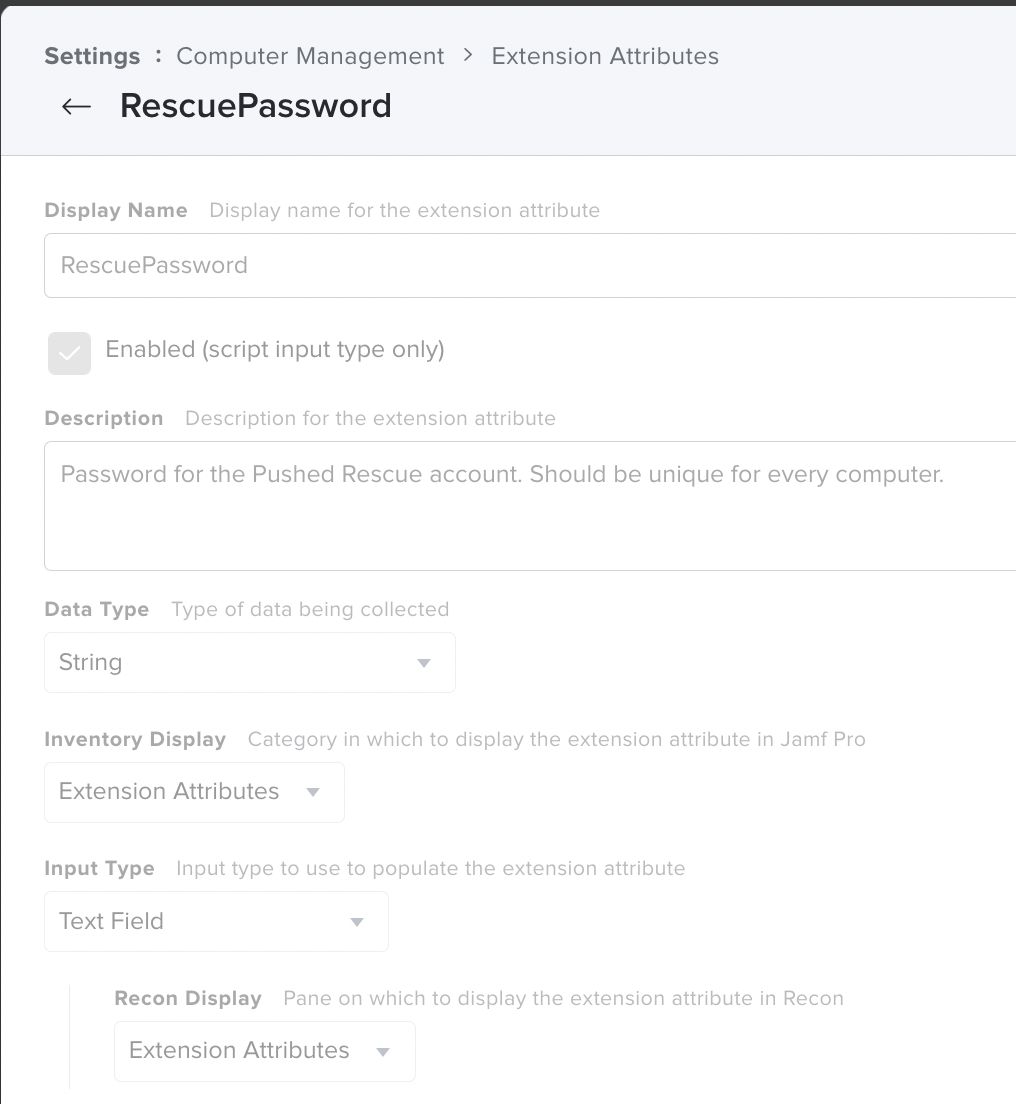 Settings : Computer Management > Extension Attributes
← RescuePassword
Display Name Display name for the extension attribute
RescuePassword
Enabled (script input type only)
Description Description for the extension attribute
Password for the Pushed Rescue account. Should be unique for every computer.
Data Type Type of data being collected
String
Inventory Display Category in which to display the extension attribute in Jamf Pro
Extension Attributes
Input Type Input type to use to populate the extension attribute
Text Field
Recon Display Pane on which to display the extension attribute in Recon
Extension Attributes